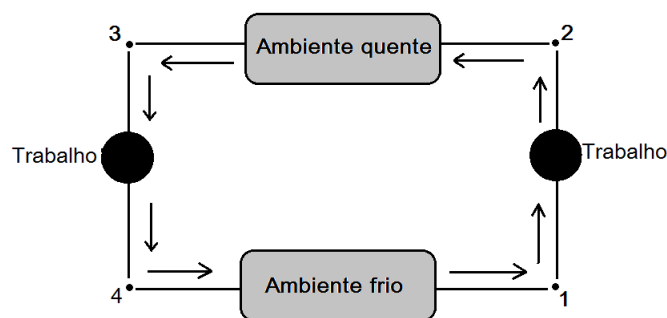 3
Ambiente quente
2
Trabalho
Trabalho
4
Ambiente frio
1